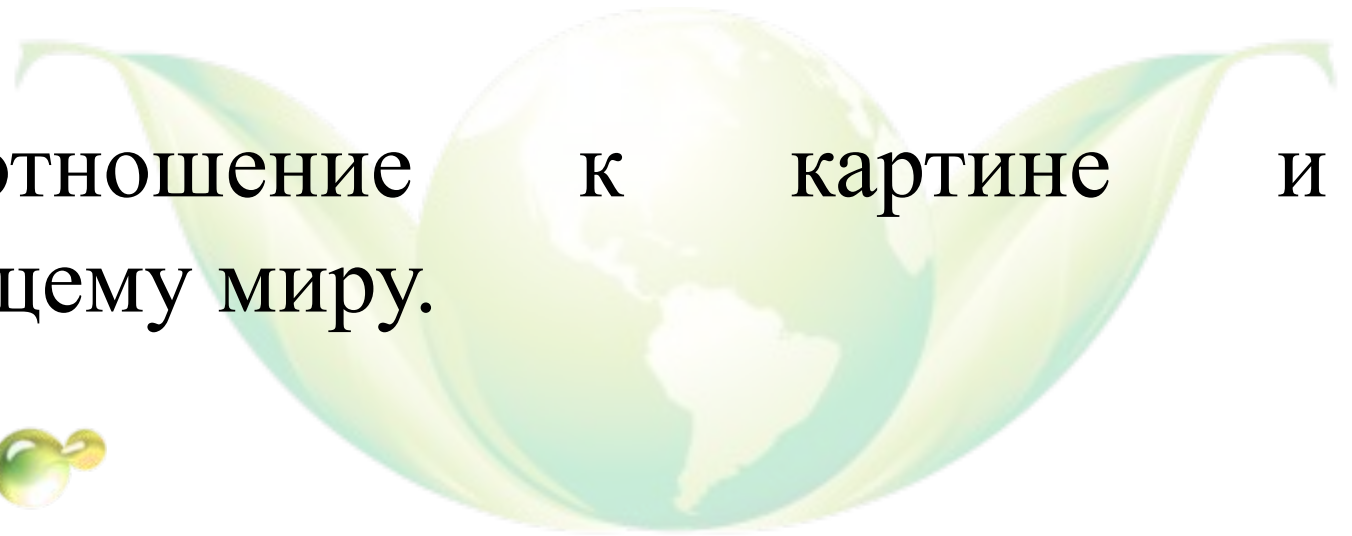 отношение к картине и
щему миру.